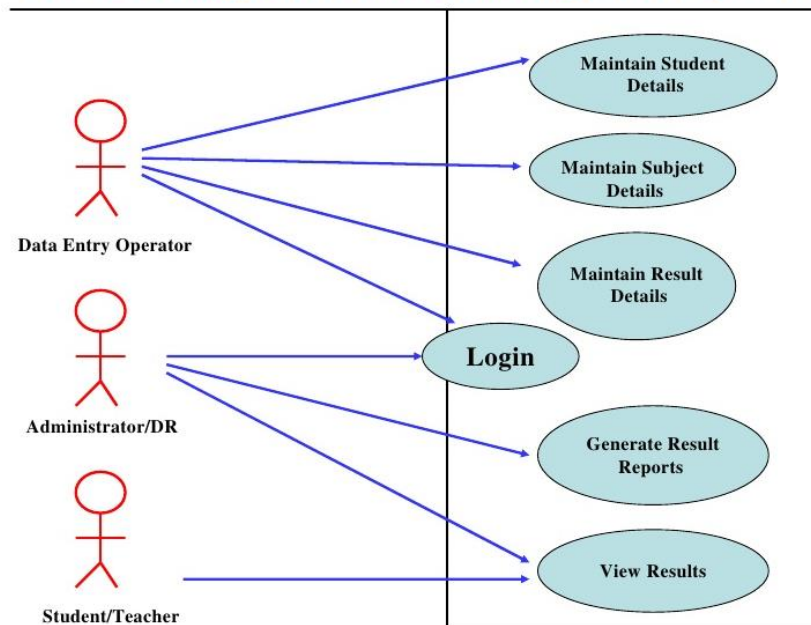 Maintain Student
Details
Maintain Subject
Details
Data Entry Operator
Maintain Result
Details
Login
Administrator/DR
Generate Result
Reports
View Results
Student/Teacher